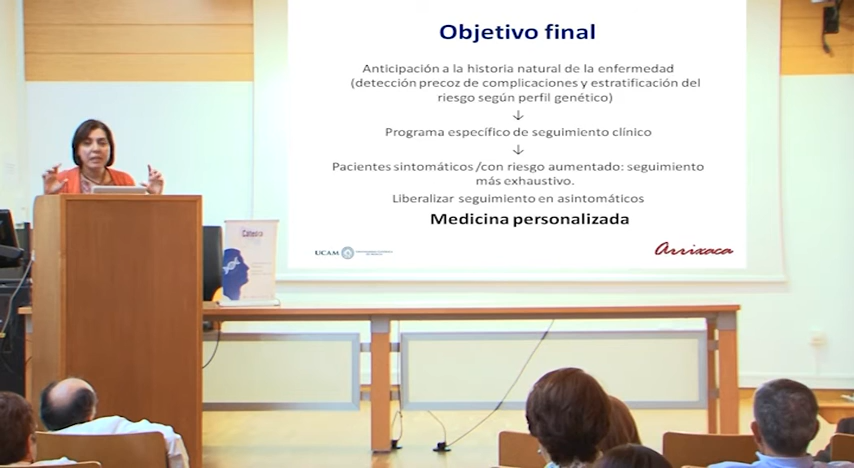 Objetivo final
Anticipación a la historia natural de la enfermedad
(detección precoz de complicaciones y estratificación del
riesgo según perfil genético)
↓
Programa específico de seguimiento clínico
↓
Pacientes sintomáticos /con riesgo aumentado: seguimiento
más exhaustivo.
Liberalizar seguimiento en asintomáticos
Medicina personalizada
UCAM
Arrixaca
Cátedra